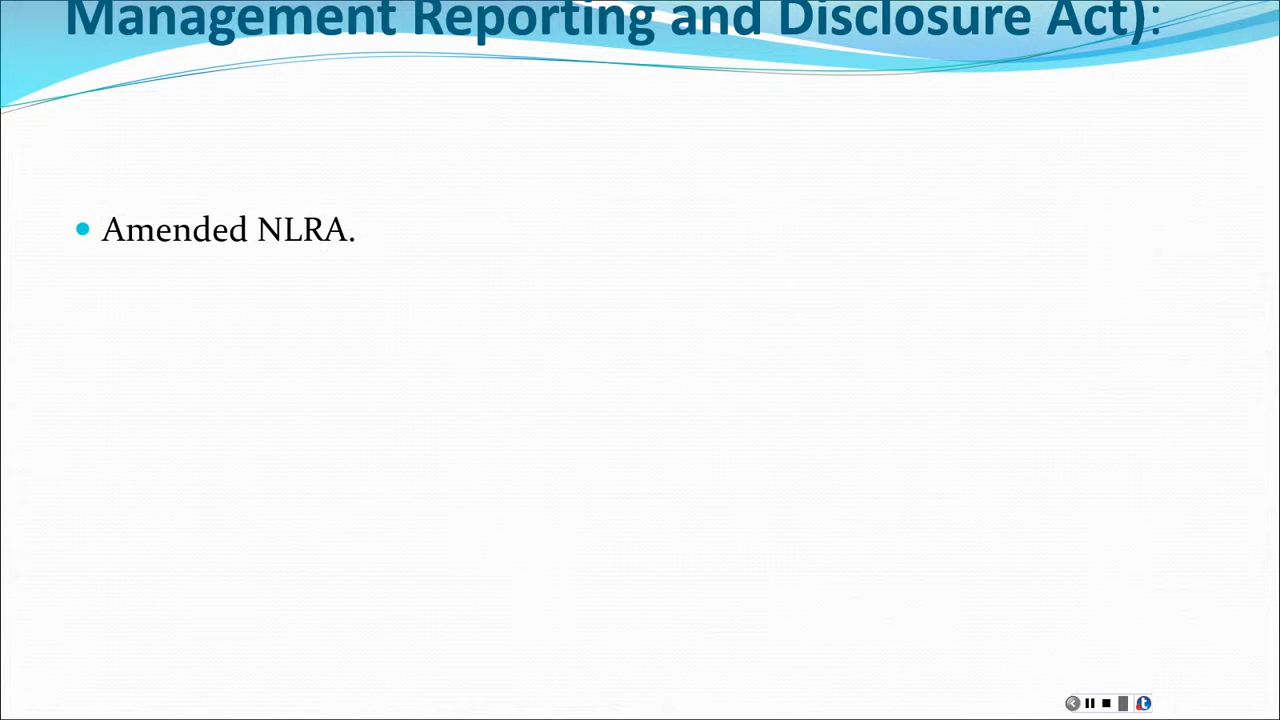 Management Reporting and Disclosure Act):
Amended NLRA.